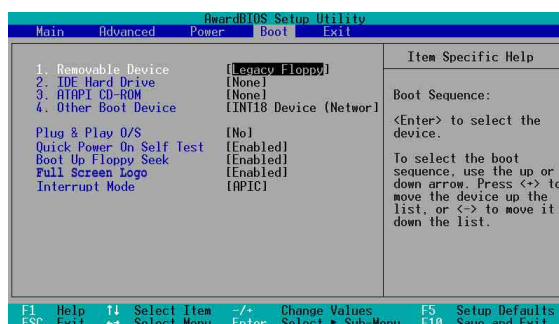 AwardBIOS Setup Utility
Main Advanced Power Boot Exit
1. Removable Device [Legacy Floppy]
2. IDE Hard Drive [None]
3. ATAPI CD-ROM [None]
4. Other Boot Device [INT18 Device (Networ]
Plug & Play O/S [No]
Quick Power On Self Test [Enabled]
Boot Up Floppy Seek [Enabled]
Full Screen Logo [Enabled]
Interrupt Mode [APIC]
Item Specific Help
Boot Sequence:
<Enter> to select the
device.
To select the boot
sequence, use the up or
down arrow. Press <+> to
move the device up the
list, or <-> to move it
down the list.
F1 Help ↑↓ Select Item -/+ Change Values F5 Setup Defaults
ESC Exit ↔ Select Menu Enter Select ▶ Sub-Menu F10 Save and Exit